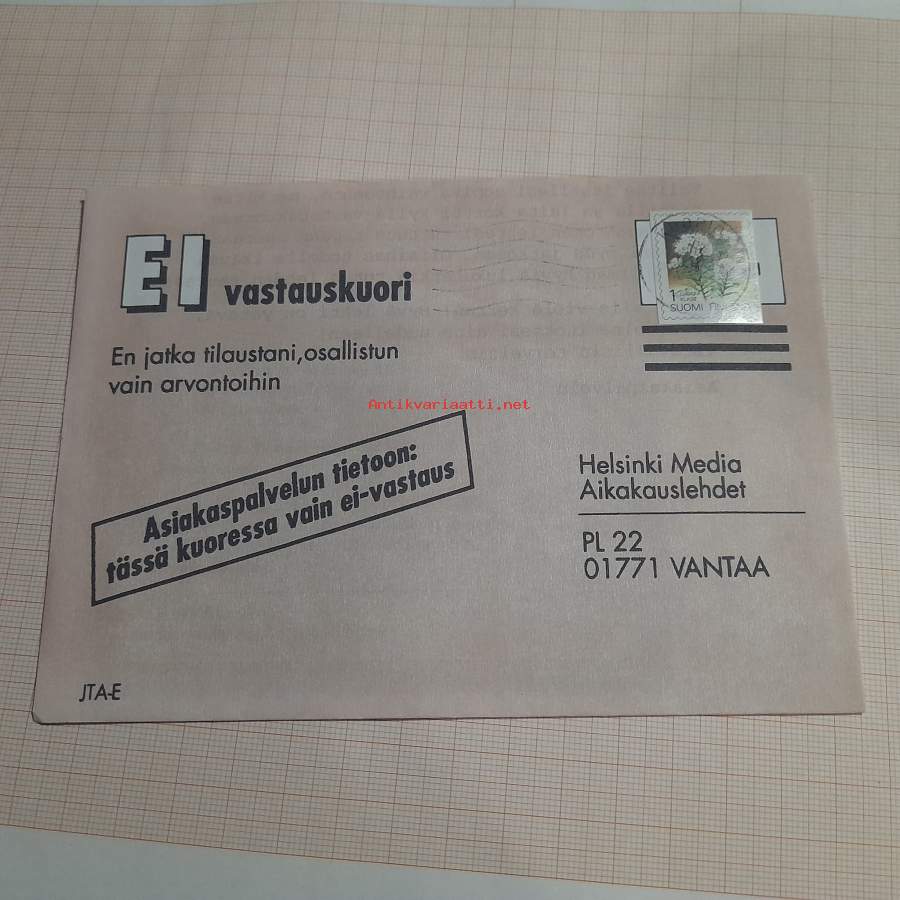 EI vastauskuori
En jatka tilaustani,osallistun
vain arvontoihin
1
SUOMI
Antikvariaatti.net
Asiakaspalvelun tietoon:
tässä kuoressa vain ei-vastaus
Helsinki Media
Aikakauslehdet
PL 22
01771 VANTAA
JTA-E